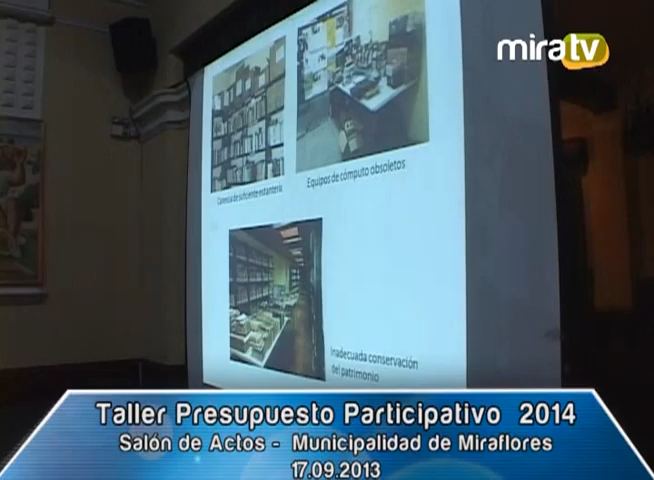 miratv
Carencia de suficiente estantería
Equipos de cómputo obsoletos
Inadecuada conservación
del patrimonio
Taller Presupuesto Participativo 2014
Salón de Actos - Municipalidad de Miraflores
17.09.2013